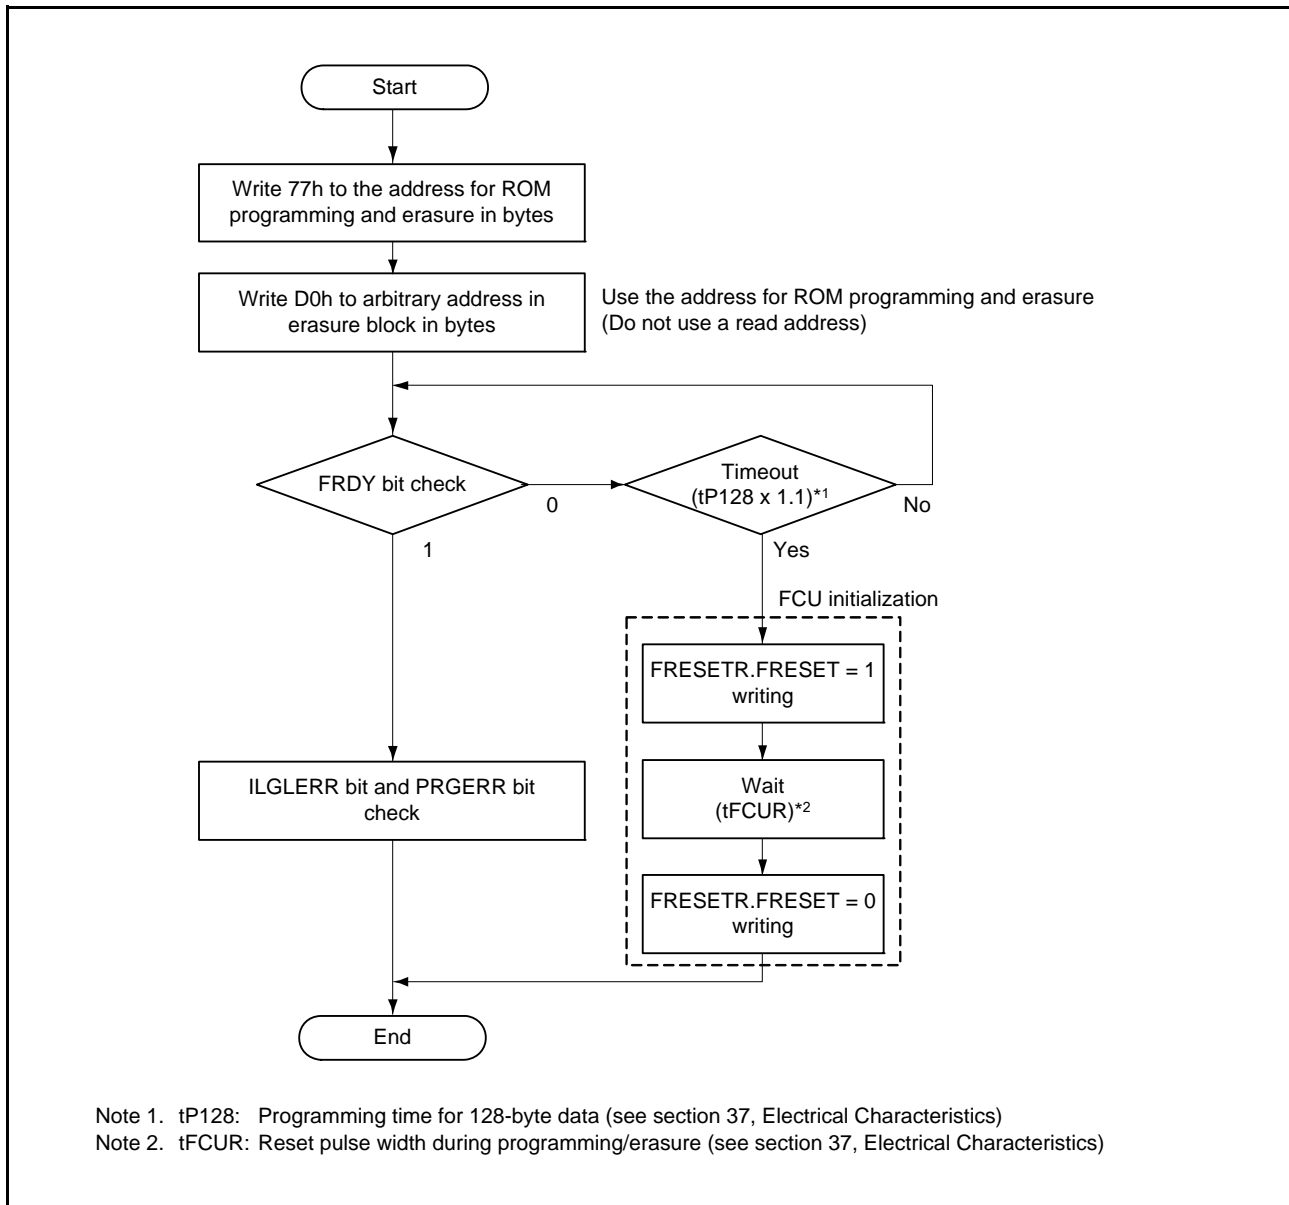 Start
Write 77h to the address for ROM
programming and erasure in bytes
Write D0h to arbitrary address in
erasure block in bytes
Use the address for ROM programming and erasure
(Do not use a read address)
FRDY bit check
0
1
Timeout
(tP128 x 1.1)*1
No
Yes
FCU initialization
FRESETR.FRESET = 1
writing
Wait
(tFCUR)*2
FRESETR.FRESET = 0
writing
ILGLERR bit and PRGERR bit
check
End
Note 1. tP128: Programming time for 128-byte data (see section 37, Electrical Characteristics)
Note 2. tFCUR: Reset pulse width during programming/erasure (see section 37, Electrical Characteristics)